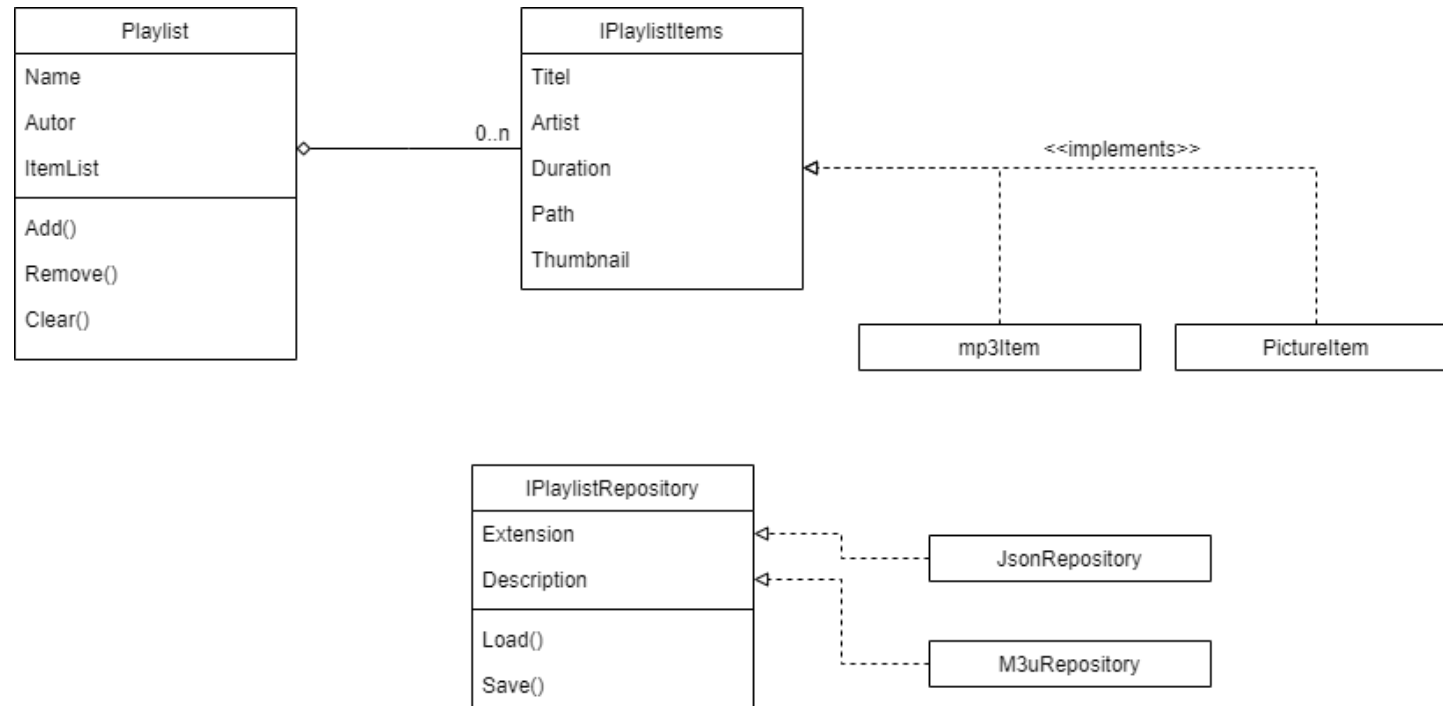 Playlist
Name
Autor
ItemList
Add()
Remove()
Clear()
0..n
IPlaylistItems
Titel
Artist
Duration
Path
Thumbnail
<<implements>>
mp3Item
PictureItem
IPlaylistRepository
Extension
Description
Load()
Save()
JsonRepository
M3uRepository